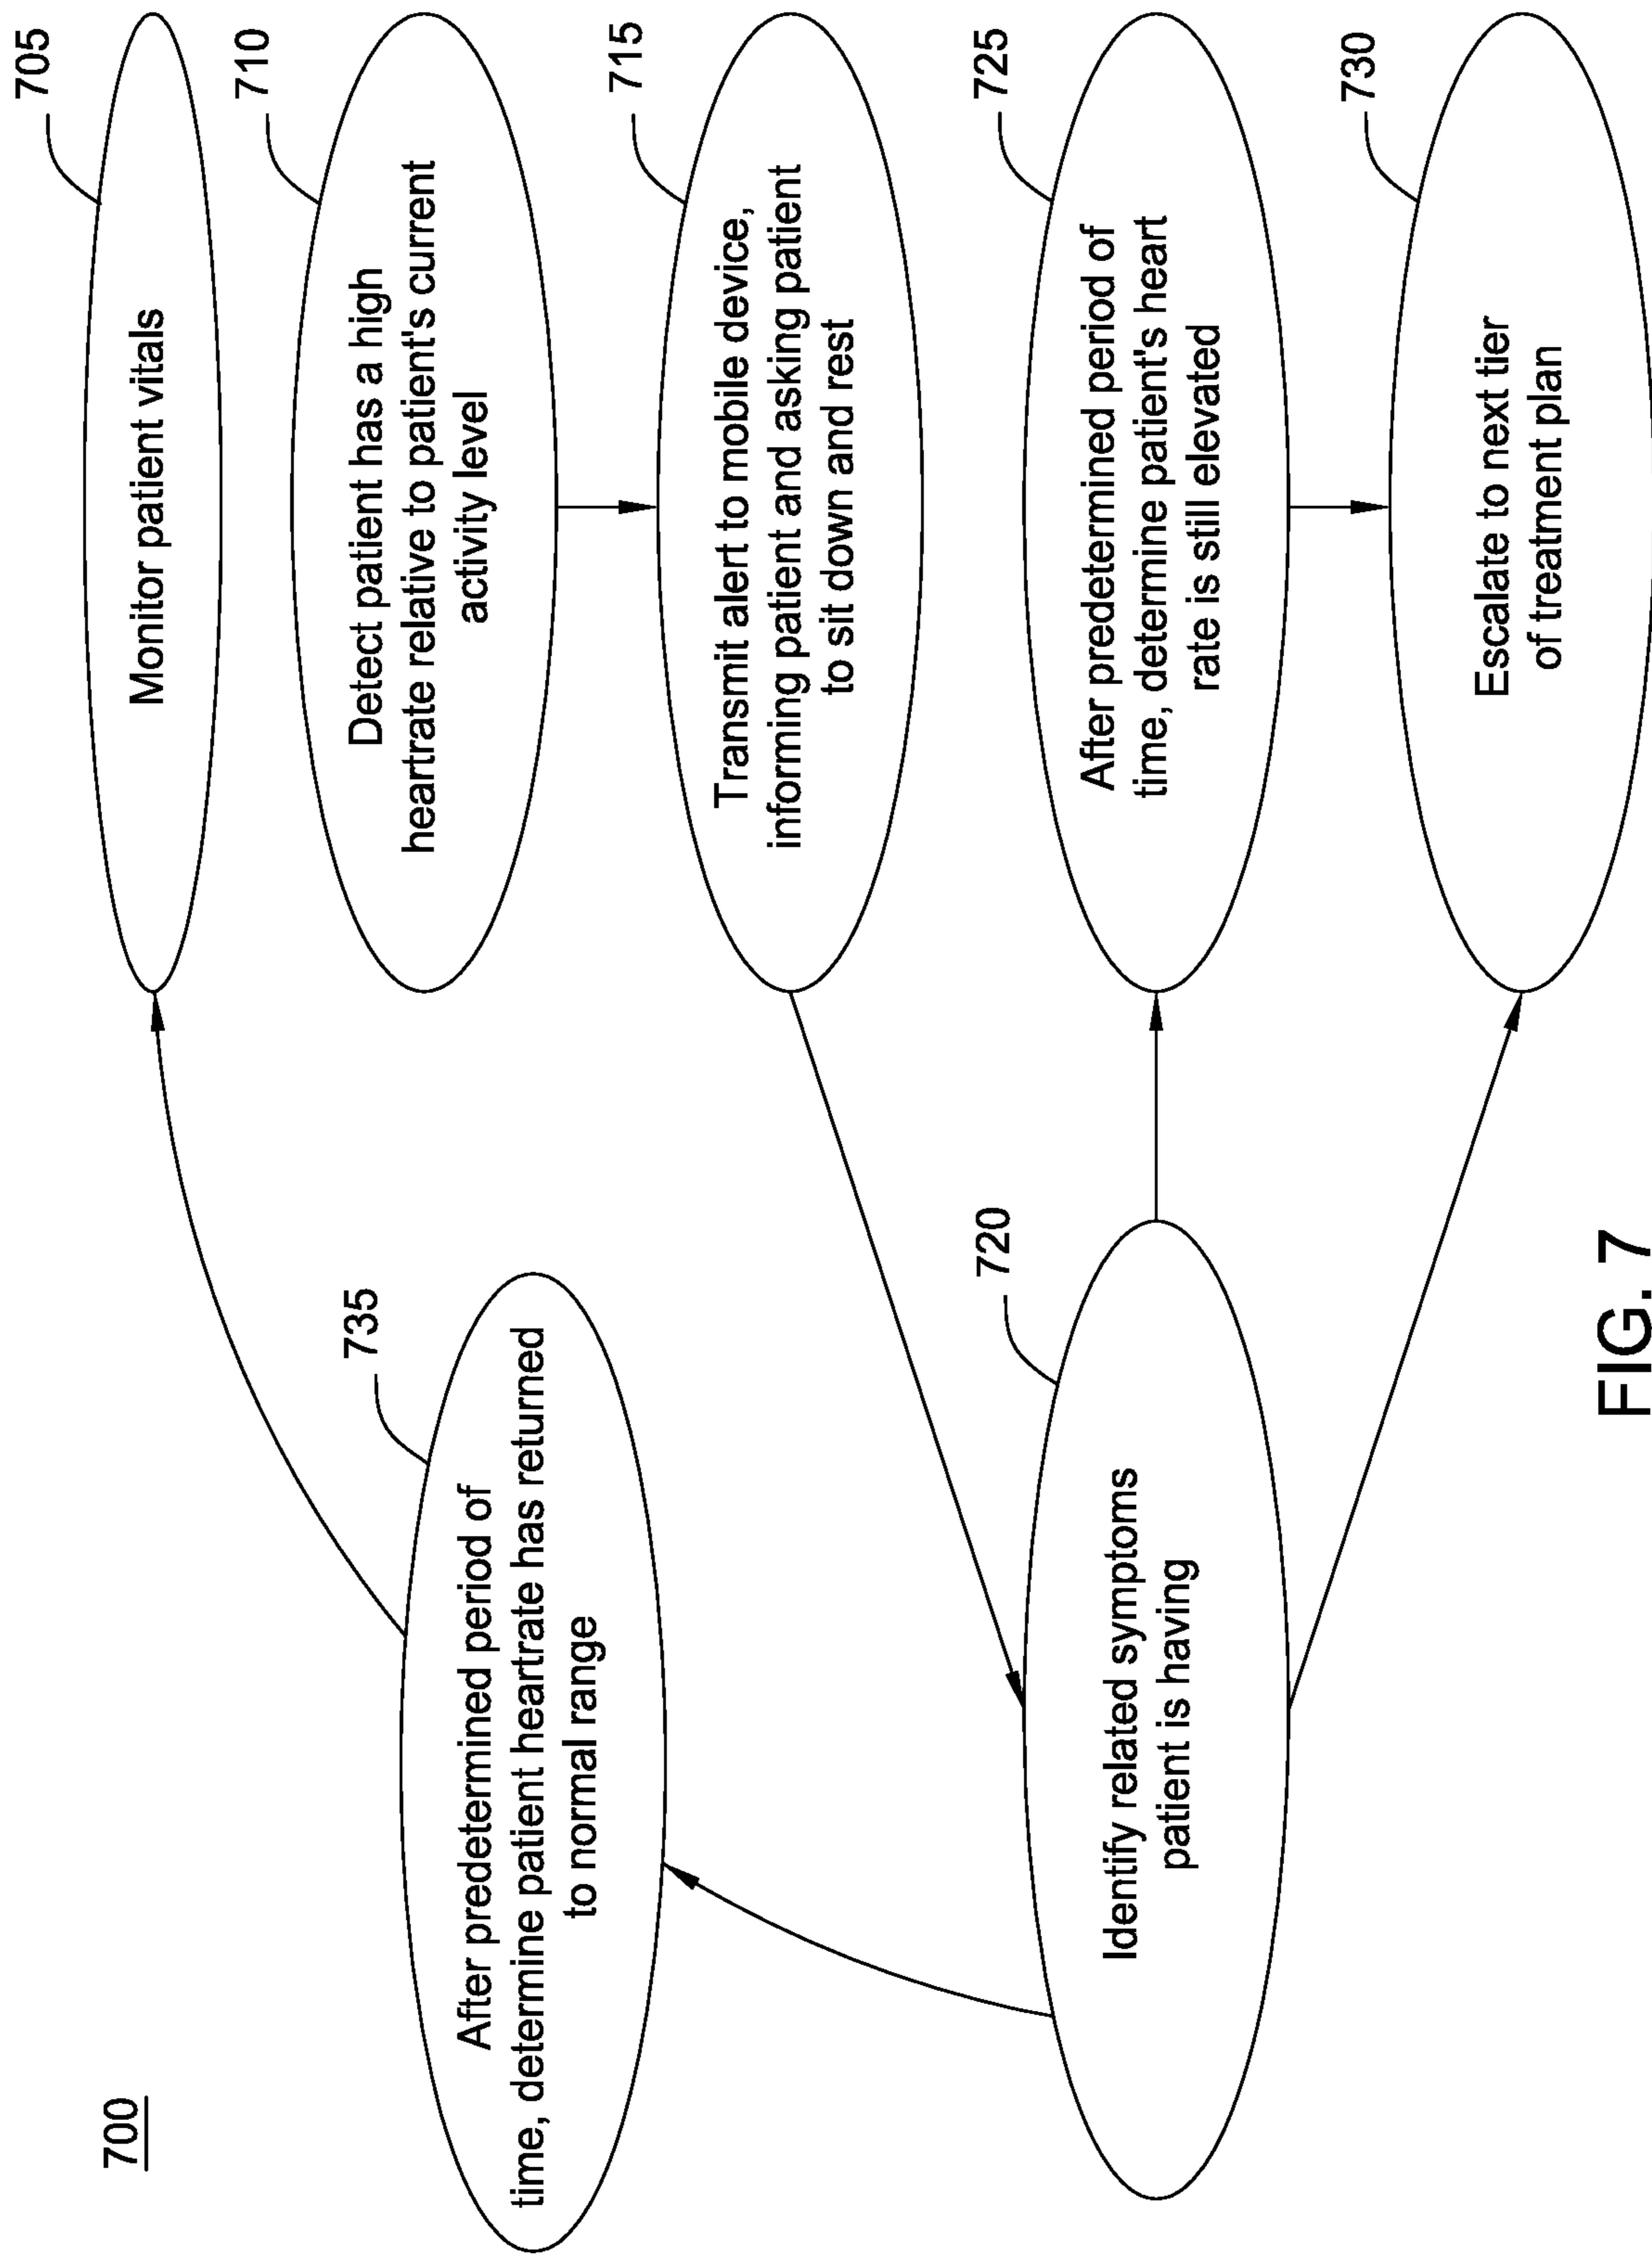 700
705
Monitor patient vitals
710
Detect patient has a high
heartrate relative to patient's current
activity level
735
After predetermined period of
time, determine patient heartrate has returned
to normal range
715
Transmit alert to mobile device,
informing patient and asking patient
to sit down and rest
720
Identify related symptoms
patient is having
725
After predetermined period of
time, determine patient's heart
rate is still elevated
730
Escalate to next tier
of treatment plan
FIG. 7